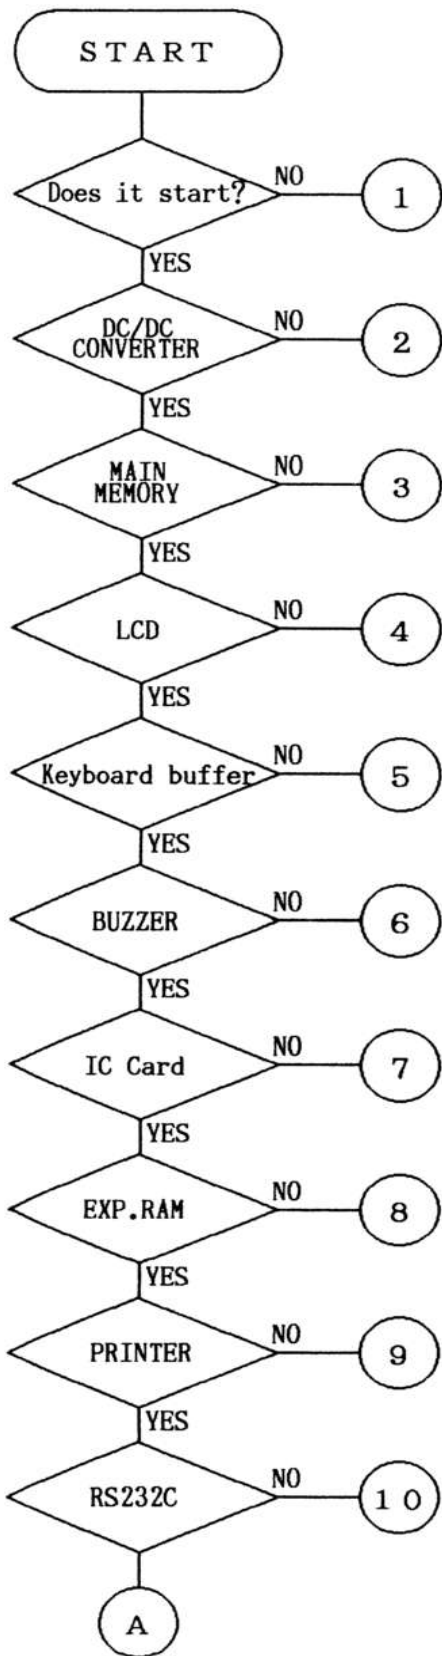 START
Does it start?
NO
1
YES
DC/DC
CONVERTER
NO
2
YES
MAIN
MEMORY
NO
3
YES
LCD
NO
4
YES
Keyboard buffer
NO
5
YES
BUZZER
NO
6
YES
IC Card
NO
7
YES
EXP.RAM
NO
8
YES
PRINTER
NO
9
YES
RS232C
NO
10
A